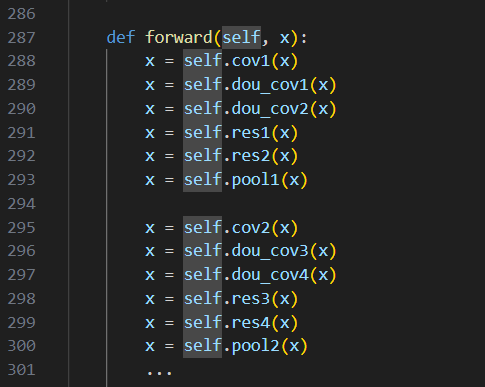 286
287 def forward(self, x):
288 x = self.cov1(x)
289 x = self.dou_cov1(x)
290 x = self.dou_cov2(x)
291 x = self.res1(x)
292 x = self.res2(x)
293 x = self.pool1(x)
294
295 x = self.cov2(x)
296 x = self.dou_cov3(x)
297 x = self.dou_cov4(x)
298 x = self.res3(x)
299 x = self.res4(x)
300 x = self.pool2(x)
301 ...